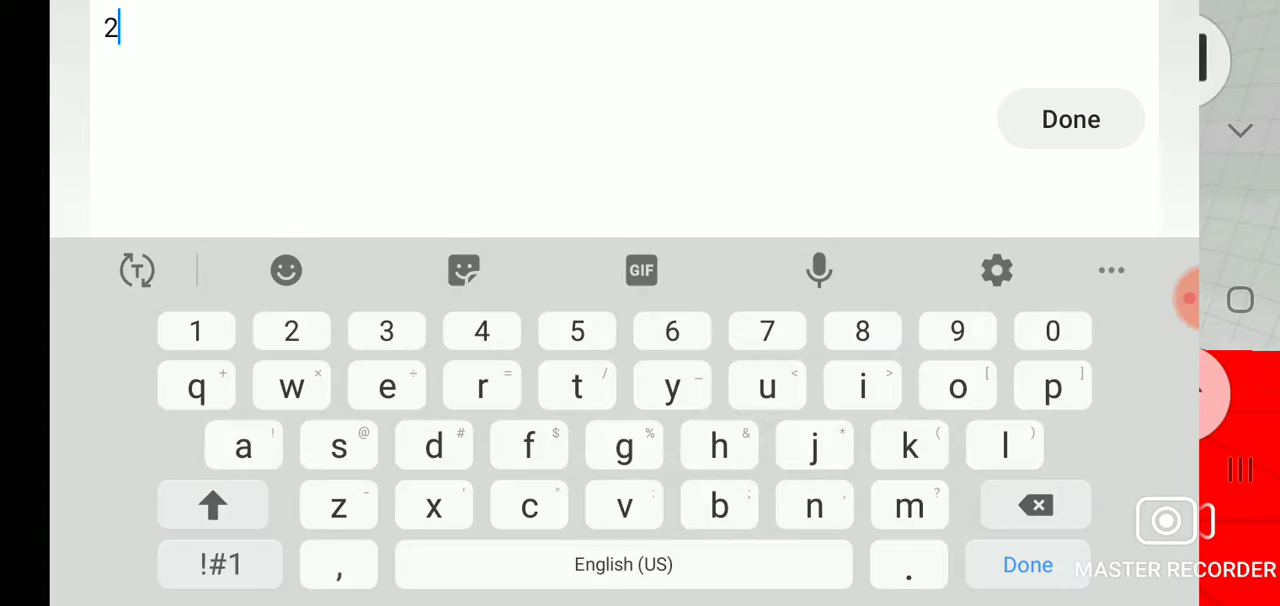 2
Done
GIF
1 2 3 4 5 6 7 8 9 0
q + w × e ÷ r = t / y _ u < i > o [ p ]
a ! s @ d # f $ g % h & j * k ( l )
z - x ' c " v : b ; n , m ?
!#1 , English (US) . Done
MASTER RECORDER